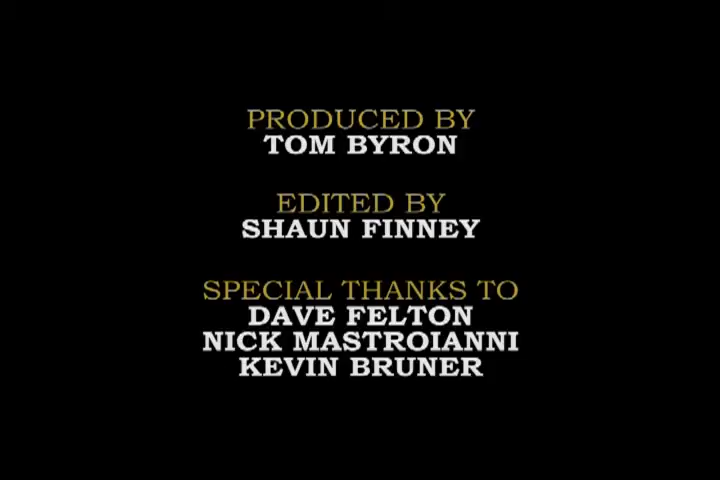 PRODUCED BY
TOM BYRON
EDITED BY
SHAUN FINNEY
SPECIAL THANKS TO
DAVE FELTON
NICK MASTROIANNI
KEVIN BRUNER